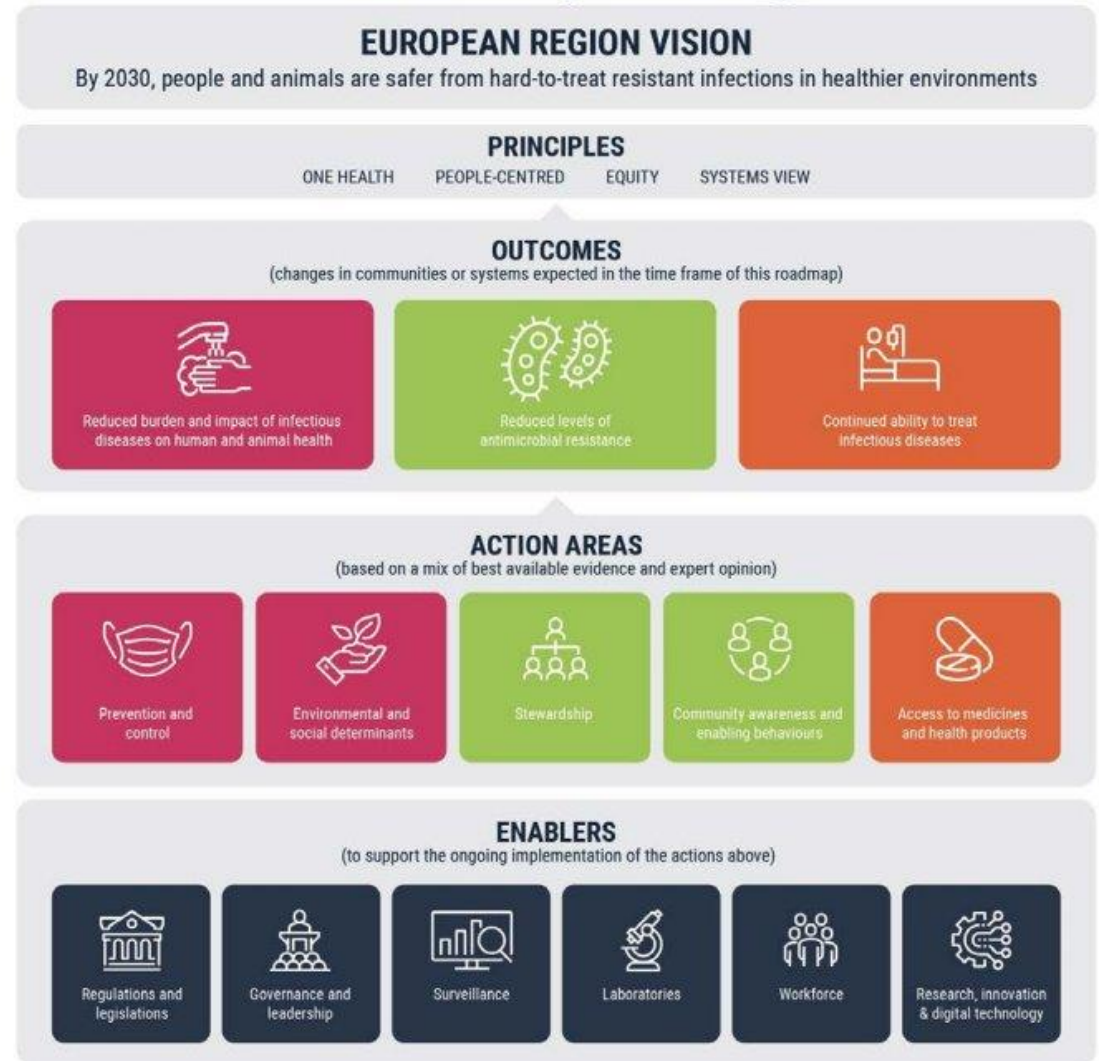 EUROPEAN REGION VISION
By 2030, people and animals are safer from hard-to-treat resistant infections in healthier environments
PRINCIPLES
ONE HEALTH PEOPLE-CENTRED EQUITY SYSTEMS VIEW
OUTCOMES
(changes in communities or systems expected in the time frame of this roadmap)
Reduced burden and impact of infectious
diseases on human and animal health
Reduced levels of
antimicrobial resistance
Continued ability to treat
infectious diseases
ACTION AREAS
(based on a mix of best available evidence and expert opinion)
Prevention and
control
Environmental and
social determinants
Stewardship
Community awareness and
enabling behaviours
Access to medicines
and health products
ENABLERS
(to support the ongoing implementation of the actions above)
Regulations and
legislations
Governance and
leadership
Surveillance
Laboratories
Workforce
Research, innovation
& digital technology